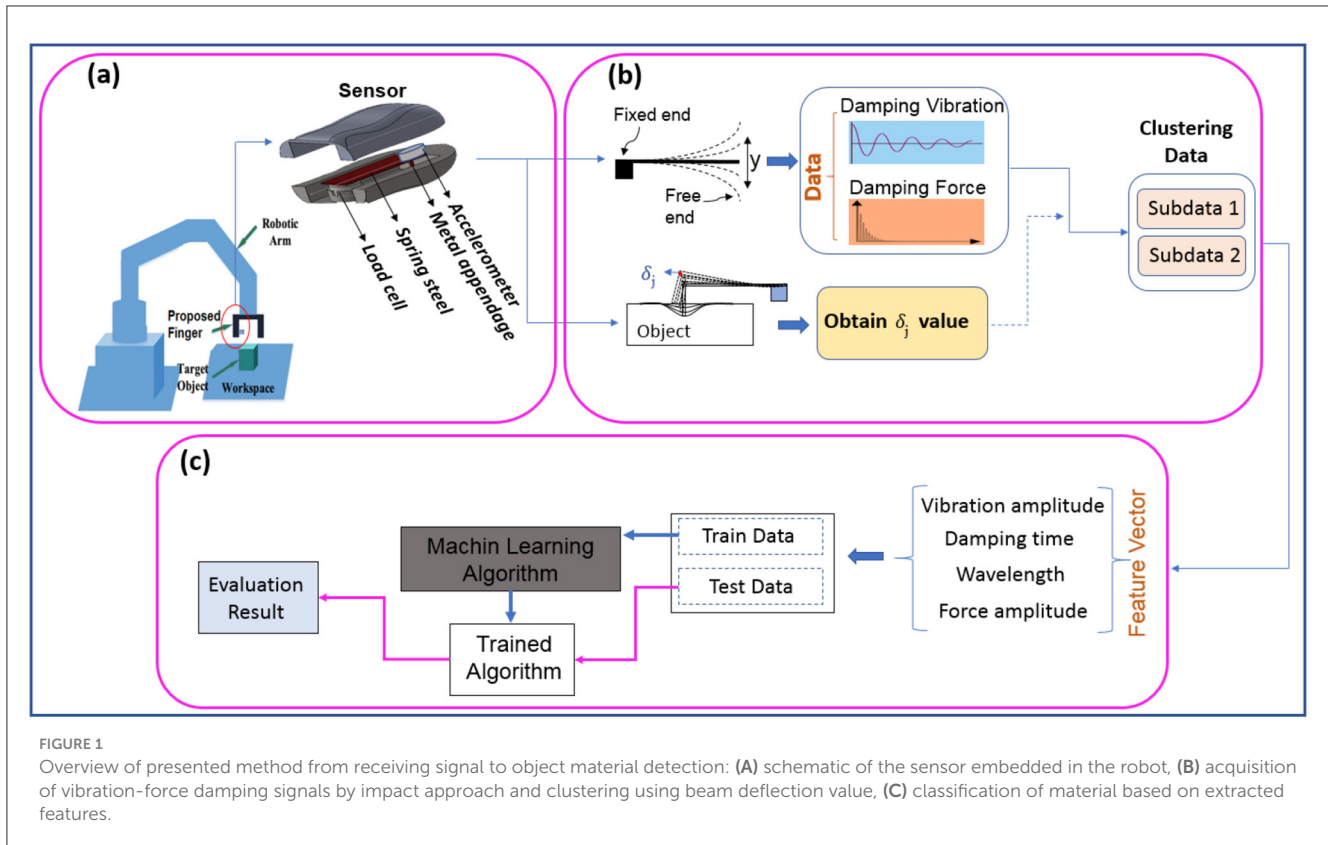 (a)
Sensor
Robotic
Arm
Proposed
Finger
Target
Object
Workspace
Load cell
Spring steel
Metal appendage
Accelerometer
(b)
Fixed end
y
Free
end
Data
Damping Vibration
Damping Force
δj
Object
Obtain δj value
Clustering
Data
Subdata 1
Subdata 2
(c)
Evaluation
Result
Machin Learning
Algorithm
Trained
Algorithm
Train Data
Test Data
Vibration amplitude
Damping time
Wavelength
Force amplitude
Feature Vector
FIGURE 1
Overview of presented method from receiving signal to object material detection: (A) schematic of the sensor embedded in the robot, (B) acquisition
of vibration-force damping signals by impact approach and clustering using beam deflection value, (C) classification of material based on extracted
features.